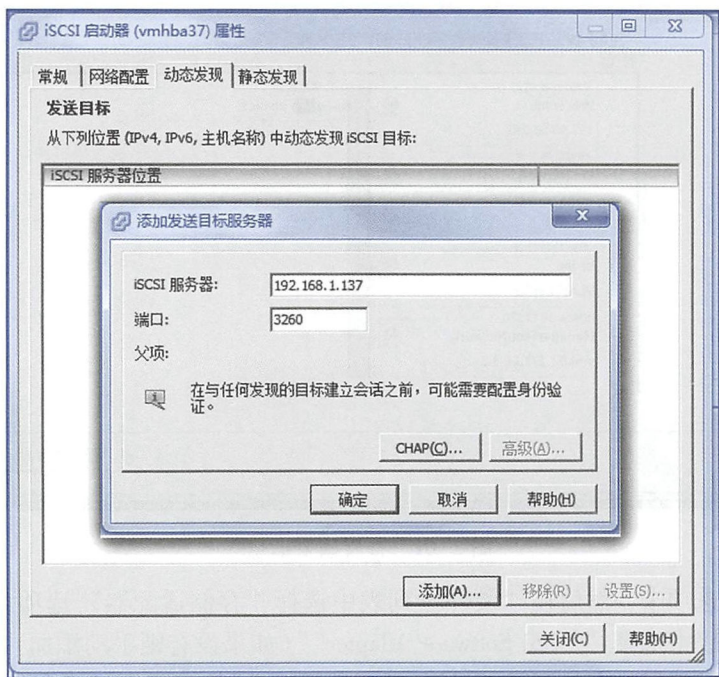 iSCSI 启动器 (vmhba37) 属性
常规 网络配置 动态发现 静态发现
发送目标
从下列位置 (IPv4, IPv6, 主机名称) 中动态发现 iSCSI 目标:
iSCSI 服务器位置
添加发送目标服务器
iSCSI 服务器: 192.168.1.137
端口: 3260
父项:
在与任何发现的目标建立会话之前，可能需要配置身份验
证。
CHAP(C)... 高级(A)...
确定 取消 帮助(H)
添加(A)... 移除(R) 设置(S)...
关闭(C) 帮助(H)